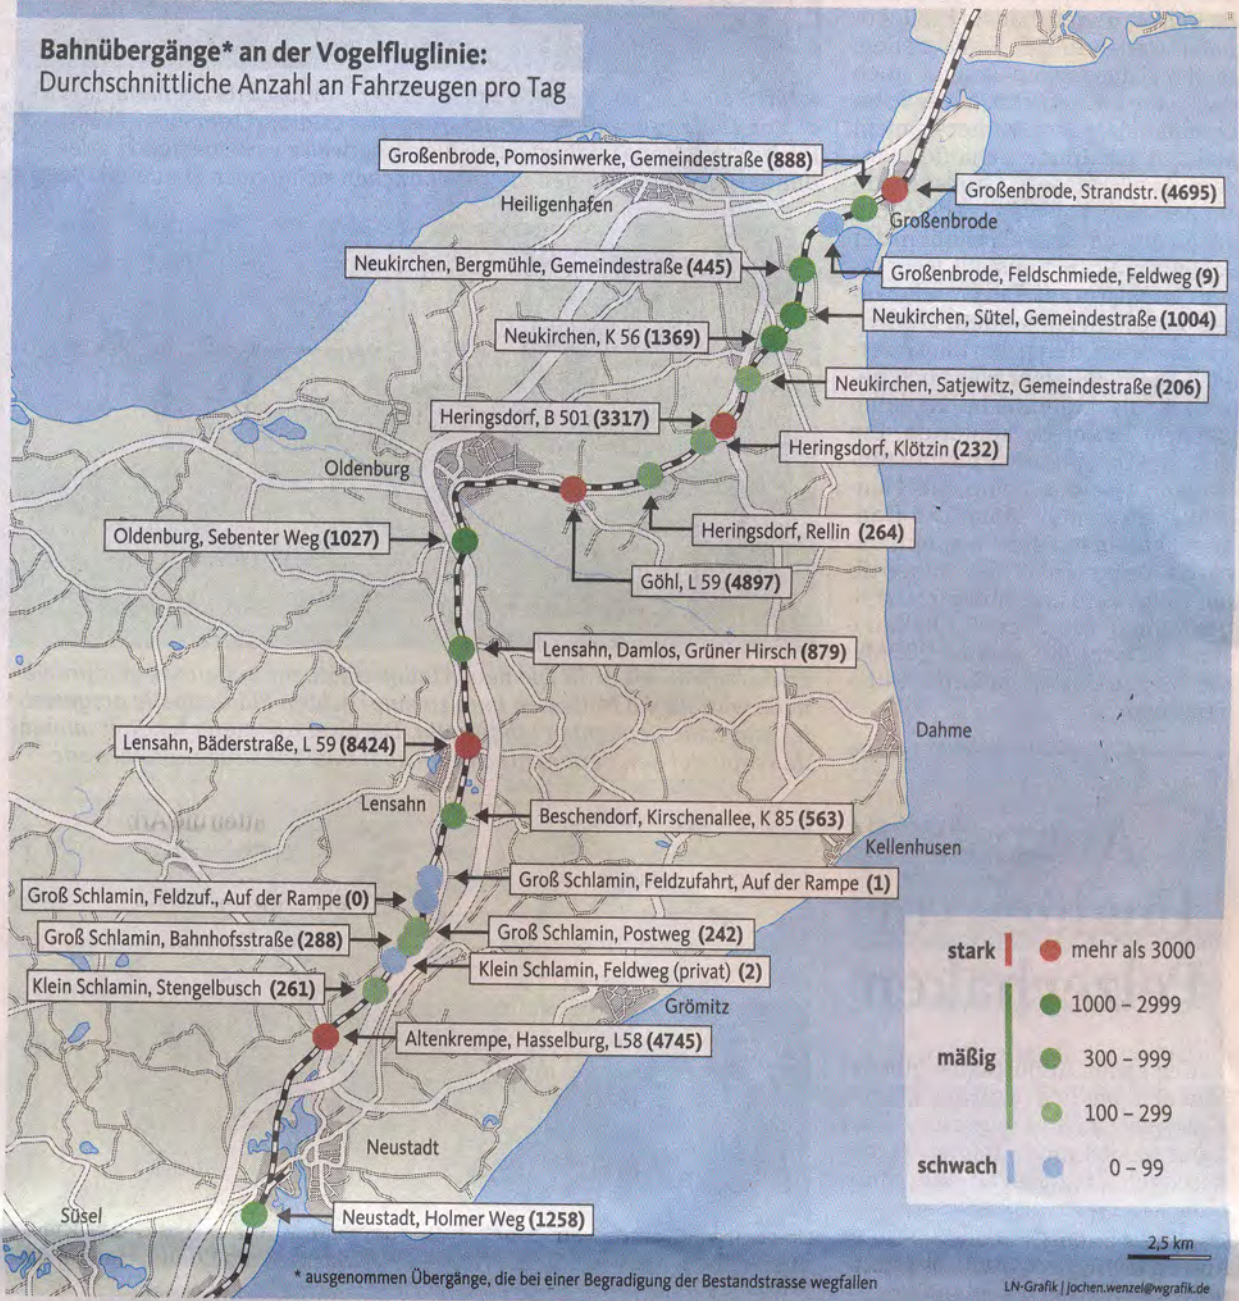 Bahnübergänge* an der Vogelfluglinie:
Durchschnittliche Anzahl an Fahrzeugen pro Tag
Großenbrode, Pomosinwerke, Gemeindestraße (888)
Großenbrode, Strandstr. (4695)
Heiligenhafen
Großenbrode
Neukirchen, Bergmühle, Gemeindestraße (445)
Großenbrode, Feldschmiede, Feldweg (9)
Neukirchen, Sütel, Gemeindestraße (1004)
Neukirchen, K 56 (1369)
Neukirchen, Satjewitz, Gemeindestraße (206)
Heringsdorf, B 501 (3317)
Heringsdorf, Klötzin (232)
Oldenburg
Heringsdorf, Rellin (264)
Oldenburg, Sebenter Weg (1027)
Göhl, L 59 (4897)
Lensahn, Damlos, Grüner Hirsch (879)
Dahme
Lensahn, Bäderstraße, L 59 (8424)
Lensahn
Beschendorf, Kirschenallee, K 85 (563)
Kellenhusen
Groß Schlamin, Feldzufahrt, Auf der Rampe (1)
Groß Schlamin, Feldzuf., Auf der Rampe (0)
Groß Schlamin, Postweg (242)
Groß Schlamin, Bahnhofsstraße (288)
Klein Schlamin, Feldweg (privat) (2)
Klein Schlamin, Stengelbusch (261)
Grömitz
Altenkrempe, Hasselburg, L58 (4745)
stark
mehr als 3000
1000 – 2999
mäßig
300 – 999
100 – 299
schwach
0 – 99
Neustadt
Süsel
Neustadt, Holmer Weg (1258)
2,5 km
* ausgenommen Übergänge, die bei einer Begradigung der Bestandstrasse wegfallen
LN-Grafik | jochen.wenzel@wgrafik.de